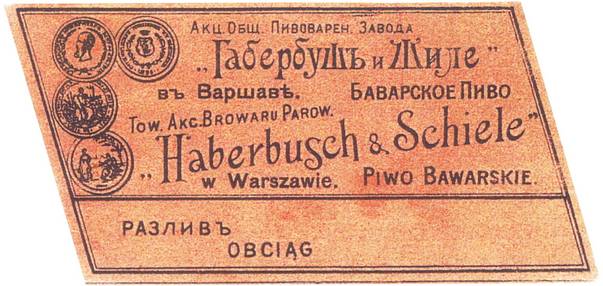 Акц. Общ. Пивоварен. Завода
„Габербушъ и Шиле"
въ Варшавѣ. Баварское Пиво
Tow. Akc. Browaru Parow.
„Haberbusch & Schiele"
w Warszawie. Piwo Bawarskie.
РАЗЛИВЪ
OBCIĄG